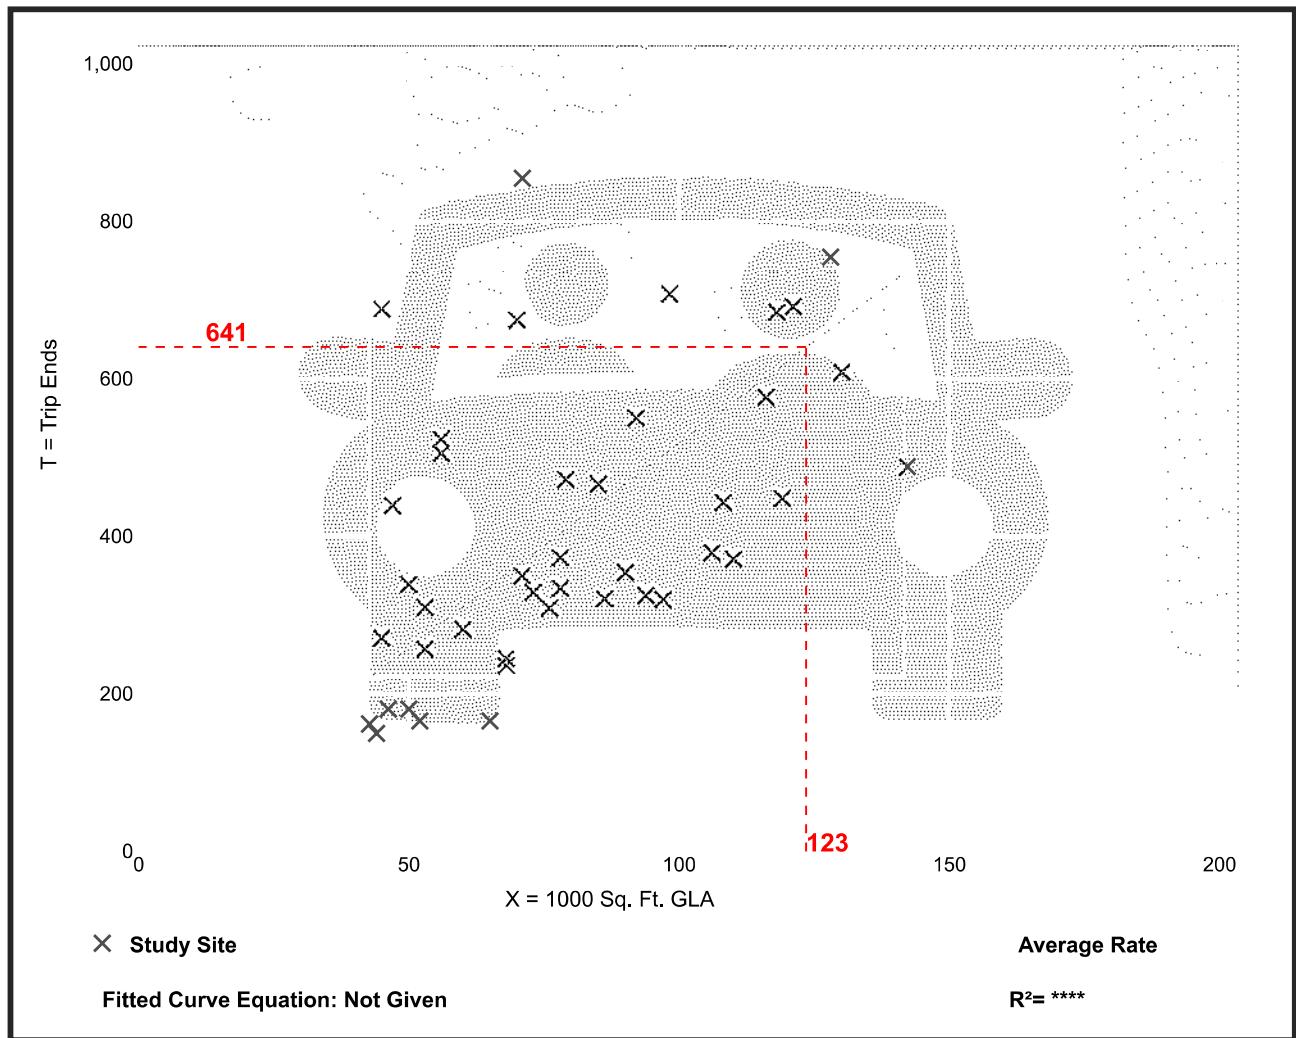 1,000
800
641
600
T = Trip Ends
400
200
0
0 50 100 123 150 200
X = 1000 Sq. Ft. GLA
Study Site Average Rate
Fitted Curve Equation: Not Given R²= ****